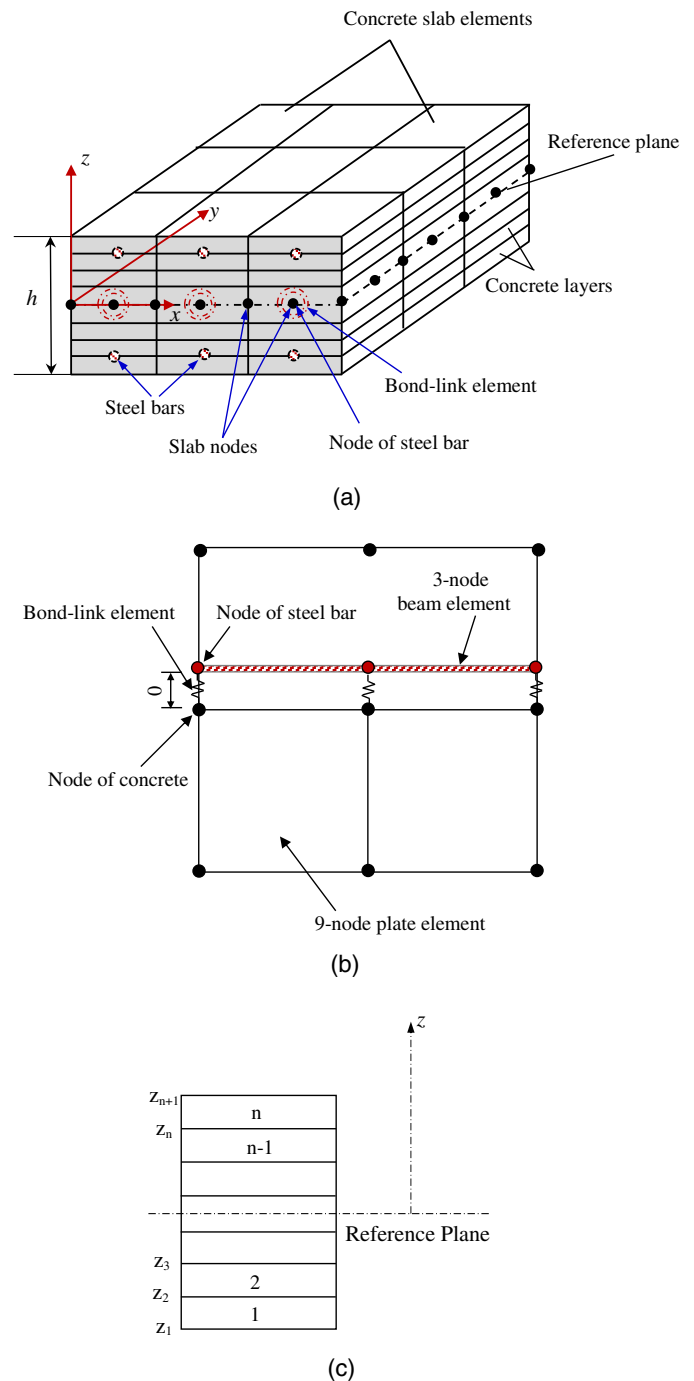 Concrete slab elements
z
Reference plane
y
h
x
Concrete layers
Bond-link element
Steel bars
Slab nodes
Node of steel bar
(a)
3-node
beam element
Bond-link element
Node of steel bar
0
Node of concrete
9-node plate element
(b)
z
zn+1
n
zn
n-1
Reference Plane
z3
2
z2
1
z1
(c)